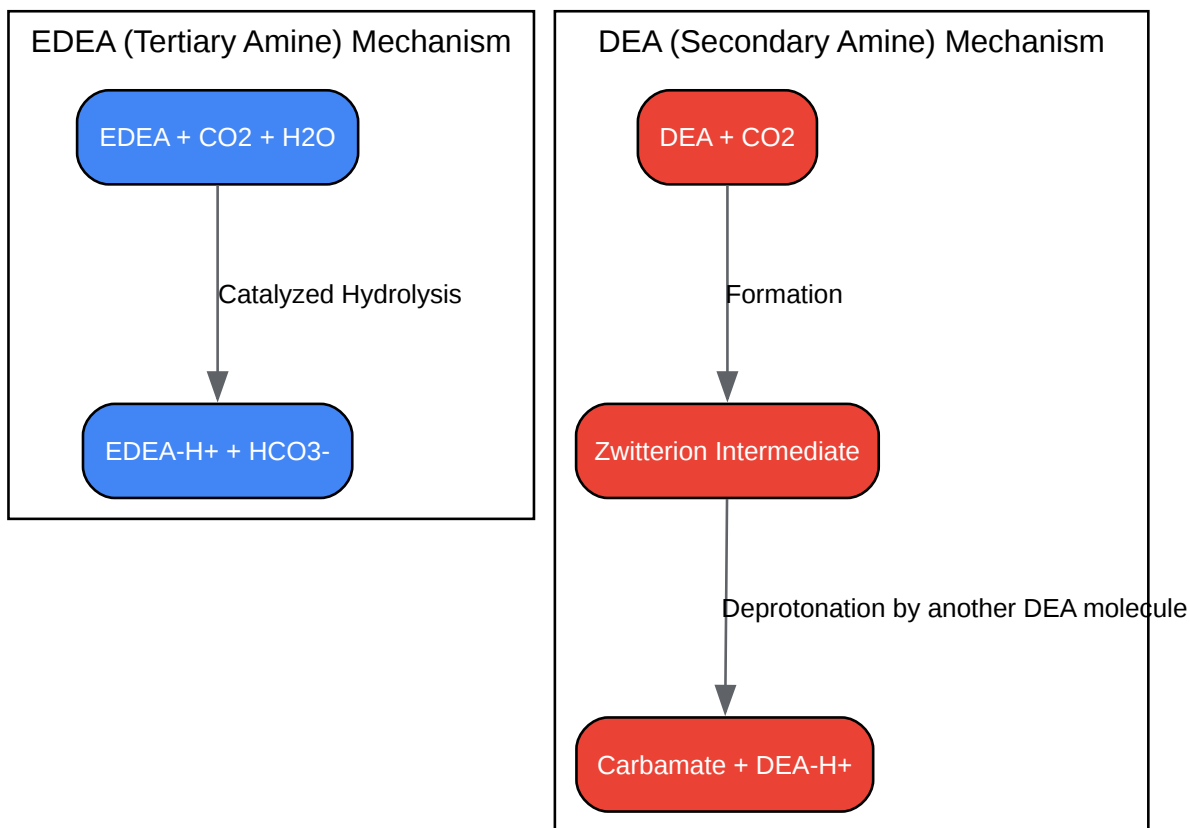 EDEA (Tertiary Amine) Mechanism
EDEA + CO2 + H2O
Catalyzed Hydrolysis
EDEA-H+ + HCO3-
DEA (Secondary Amine) Mechanism
DEA + CO2
Formation
Zwitterion Intermediate
Deprotonation by another DEA molecule
Carbamate + DEA-H+